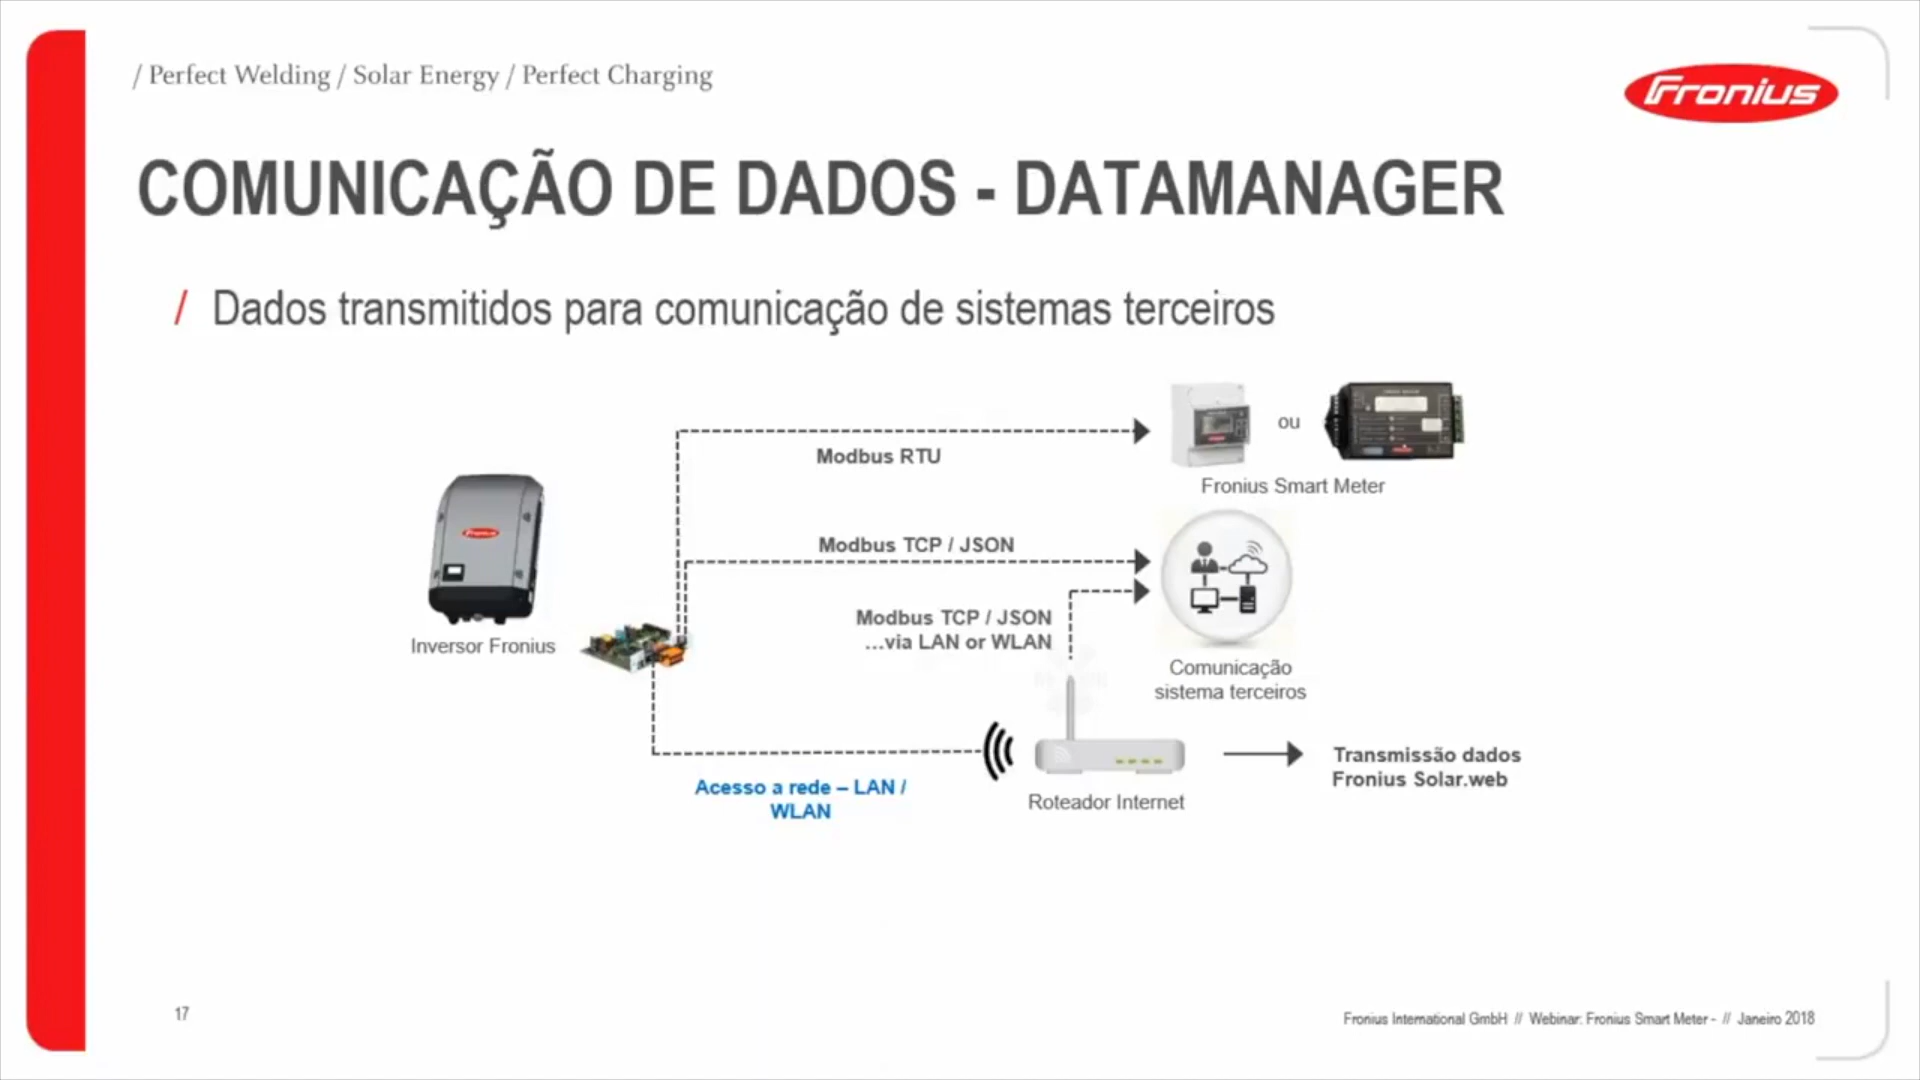 / Perfect Welding / Solar Energy / Perfect Charging
Fronius
COMUNICAÇÃO DE DADOS - DATAMANAGER
/ Dados transmitidos para comunicação de sistemas terceiros
Modbus RTU
ou
Fronius Smart Meter
Fronius
Inversor Fronius
Modbus TCP / JSON
Modbus TCP / JSON
...via LAN or WLAN
Comunicação
sistema terceiros
Acesso a rede – LAN /
WLAN
Roteador Internet
Transmissão dados
Fronius Solar.web
17
Fronius International GmbH // Webinar: Fronius Smart Meter - // Janeiro 2018